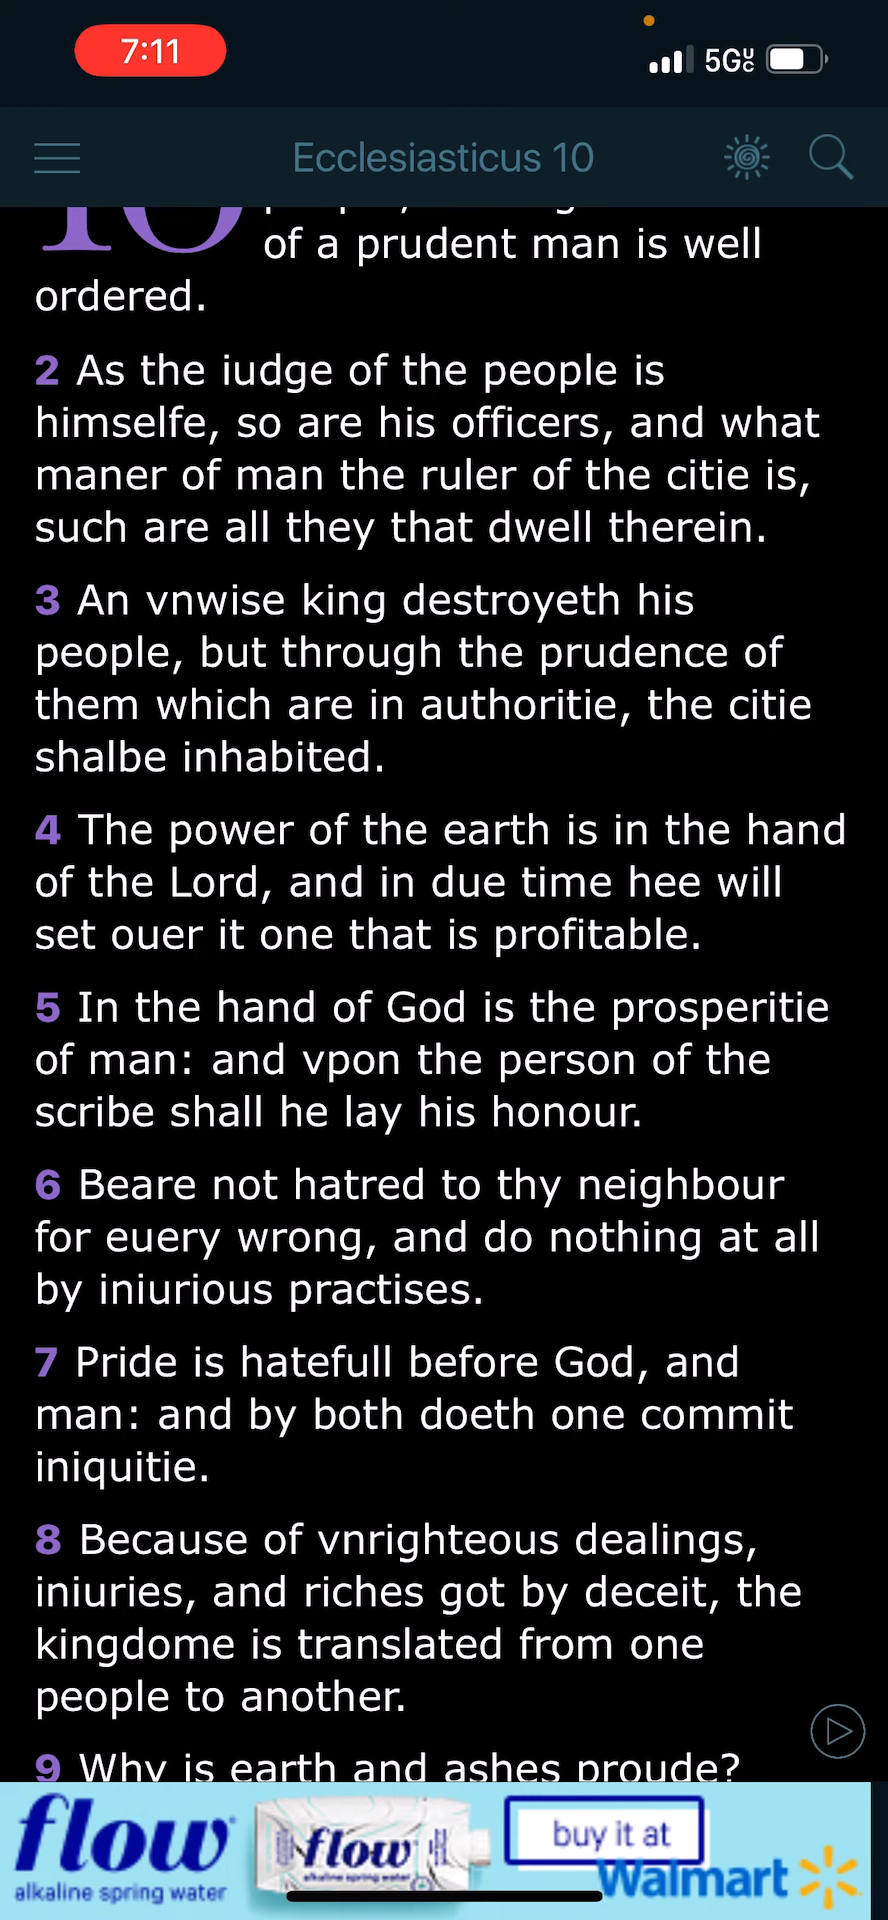 7:11
5G
Ecclesiasticus 10
10
of a prudent man is well
ordered.
2 As the iudge of the people is
himselfe, so are his officers, and what
maner of man the ruler of the citie is,
such are all they that dwell therein.
3 An vnwise king destroyeth his
people, but through the prudence of
them which are in authoritie, the citie
shalbe inhabited.
4 The power of the earth is in the hand
of the Lord, and in due time hee will
set ouer it one that is profitable.
5 In the hand of God is the prosperitie
of man: and vpon the person of the
scribe shall he lay his honour.
6 Beare not hatred to thy neighbour
for euery wrong, and do nothing at all
by iniurious practises.
7 Pride is hatefull before God, and
man: and by both doeth one commit
iniquitie.
8 Because of vnrighteous dealings,
iniuries, and riches got by deceit, the
kingdome is translated from one
people to another.
9 Why is earth and ashes proude?
flow
alkaline spring water
flow
alkaline spring water
buy it at
Walmart